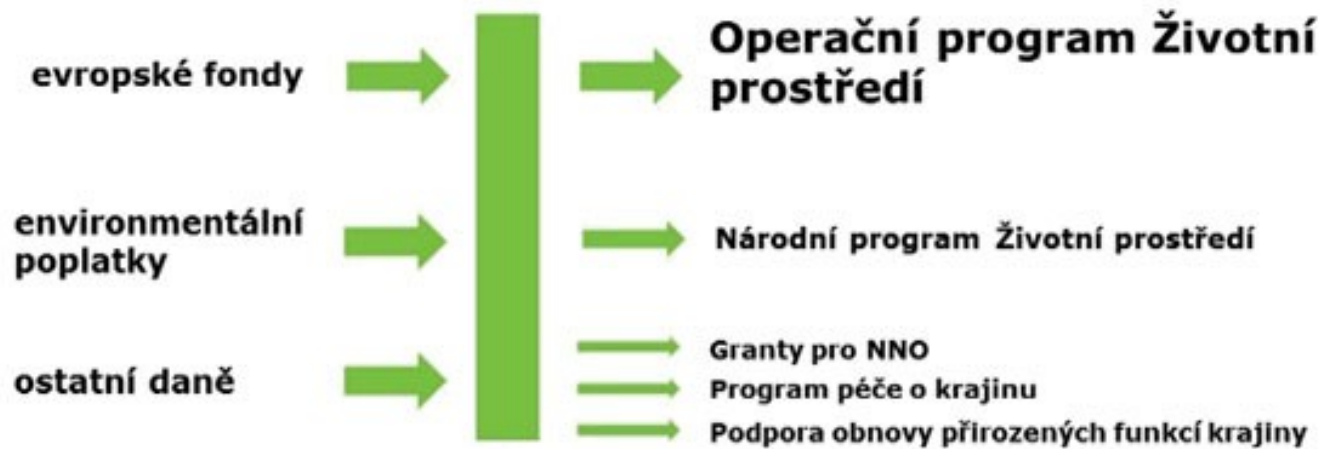 evropské fondy
Operační program Životní
prostředí
environmentální
poplatky
Národní program Životní prostředí
ostatní daně
Granty pro NNO
Program péče o krajinu
Podpora obnovy přirozených funkcí krajiny